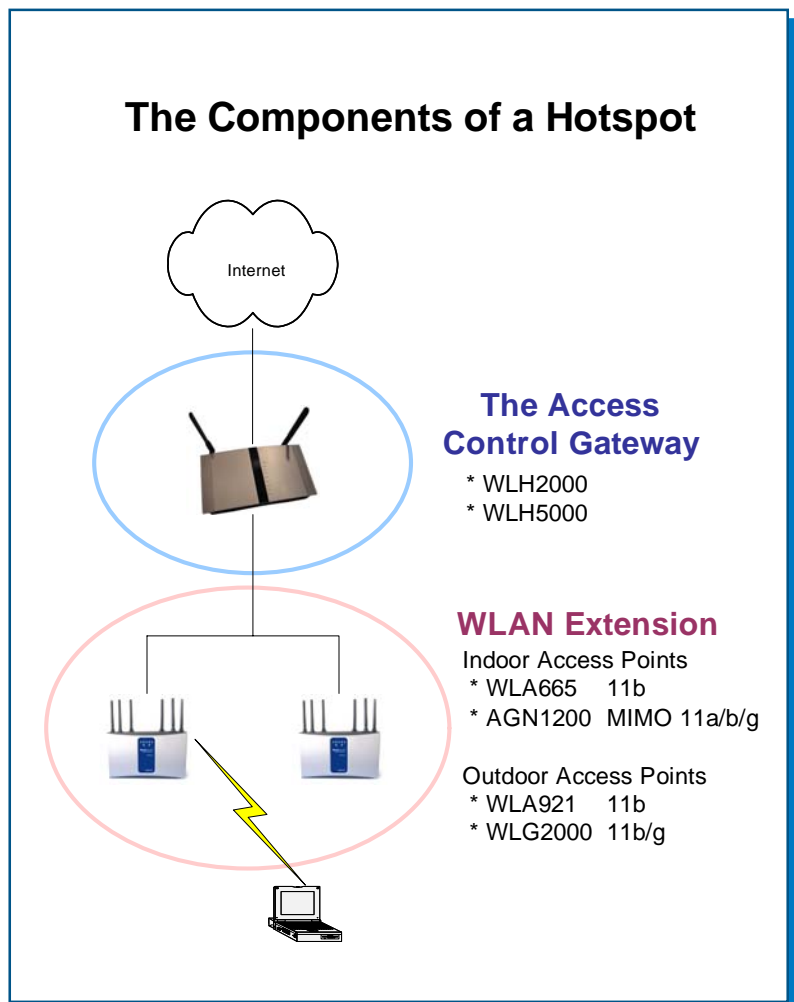 The Components of a Hotspot
Internet
The Access
Control Gateway
* WLH2000
* WLH5000
WLAN Extension
Indoor Access Points
* WLA665 11b
* AGN1200 MIMO 11a/b/g
Outdoor Access Points
* WLA921 11b
* WLG2000 11b/g